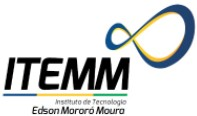 ITEMM
Instituto de Tecnologia
Edson Mororó Moura